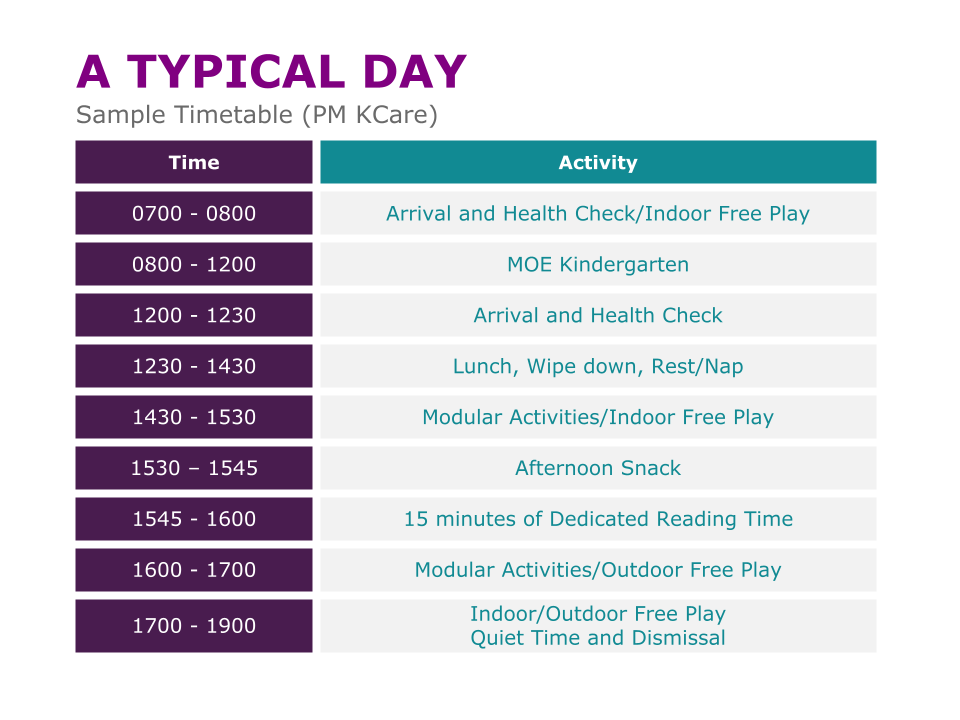 A TYPICAL DAY
Sample Timetable (PM KCare)
Time Activity
0700 - 0800 Arrival and Health Check/Indoor Free Play
0800 - 1200 MOE Kindergarten
1200 - 1230 Arrival and Health Check
1230 - 1430 Lunch, Wipe down, Rest/Nap
1430 - 1530 Modular Activities/Indoor Free Play
1530 – 1545 Afternoon Snack
1545 - 1600 15 minutes of Dedicated Reading Time
1600 - 1700 Modular Activities/Outdoor Free Play
1700 - 1900 Indoor/Outdoor Free Play
Quiet Time and Dismissal